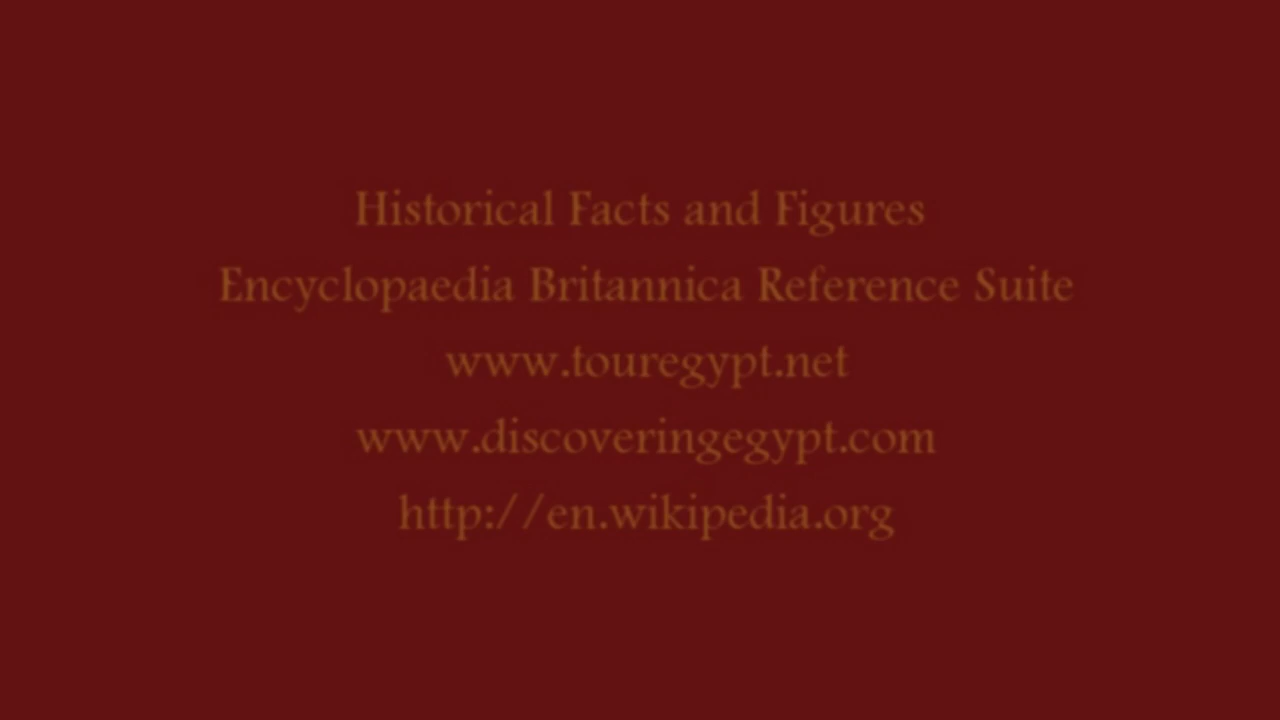 Historical Facts and Figures
Encyclopaedia Britannica Reference Suite
www.touregypt.net
www.discoveringegypt.com
http://en.wikipedia.org